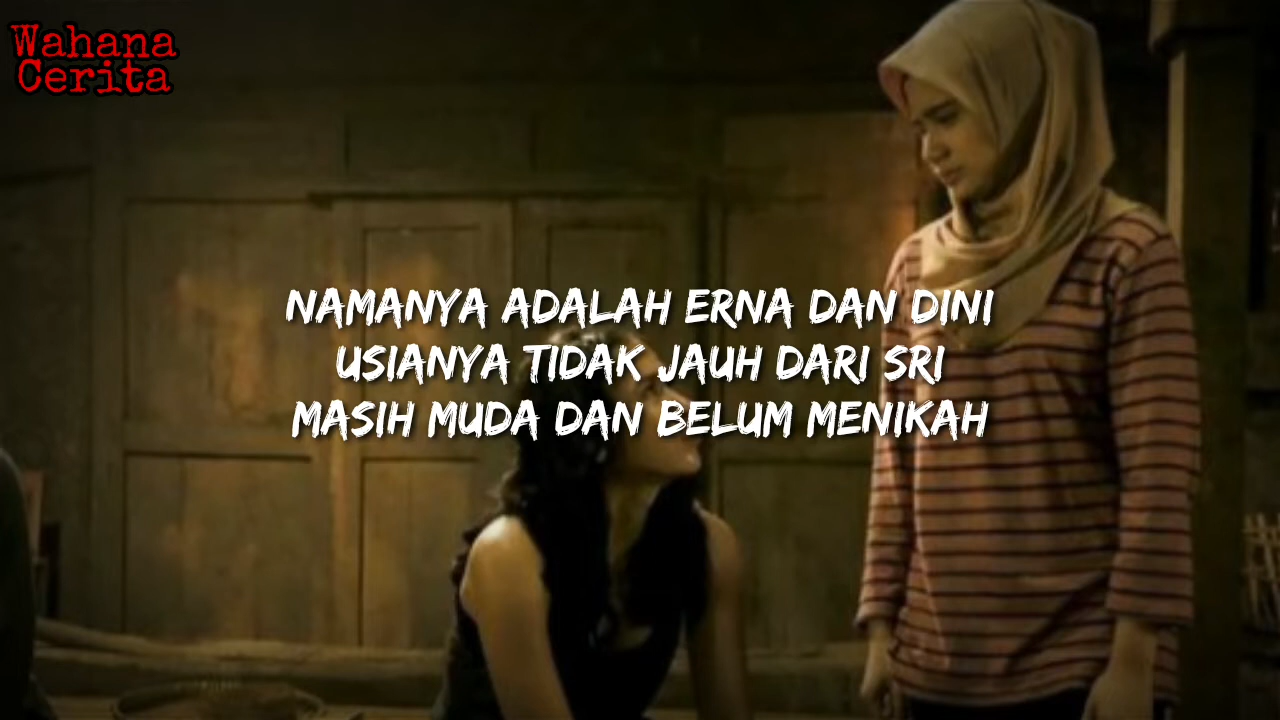 Wahana
Cerita
NAMANYA ADALAH ERNA DAN DINI
USIANYA TIDAK JAUH DARI SRI
MASIH MUDA DAN BELUM MENIKAH